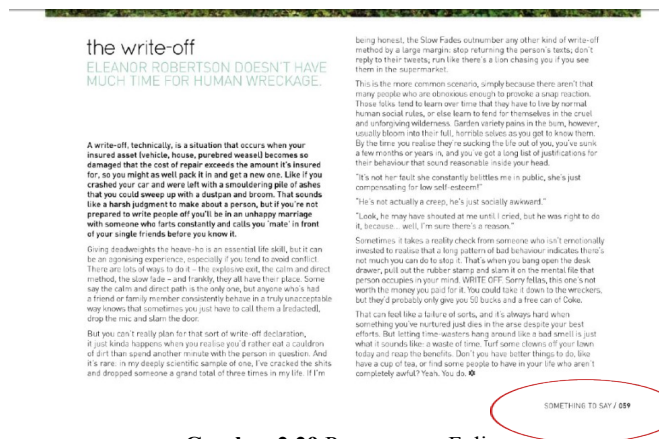 the write-off
ELEANOR ROBERTSON DOESN'T HAVE
MUCH TIME FOR HUMAN WRECKAGE.
A write-off, technically, is a situation that occurs when your
insured asset (vehicle, house, purebred weasel) becomes so
damaged that the cost of repair exceeds the amount it's insured
for, so you might as well pack it in and get a new one. Like if you
crashed your car and were left with a smouldering pile of ashes
that you could sweep up with a dustpan and broom. That sounds
like a harsh judgment to make about a person, but if you're not
prepared to write people off you'll be in an unhappy marriage
with someone who farts constantly and calls you 'mate' in front
of your single friends before you know it.
Giving deadweights the heave-ho is an essential life skill, but it can
be an agonising experience, especially if you tend to avoid conflict.
There are lots of ways to do it – the explosive exit, the calm and direct
method, the slow fade – and frankly, they all have their place. Some
say the calm and direct path is the only one, but anyone who's had
a friend or family member consistently behave in a truly unacceptable
way knows that sometimes you just have to call them a [redacted],
drop the mic and slam the door.
But you can't really plan for that sort of write-off declaration,
it just kinda happens when you realise you'd rather eat a cauldron
of dirt than spend another minute with the person in question. And
it's rare: in my deeply scientific sample of one, I've cracked the shits
and dropped someone a grand total of three times in my life. If I'm
being honest, the Slow Fades outnumber any other kind of write-off
method by a large margin: stop returning the person's texts; don't
reply to their tweets; run like there's a lion chasing you if you see
them in the supermarket.
This is the more common scenario, simply because there aren't that
many people who are obnoxious enough to provoke a snap reaction.
Those folks tend to learn over time that they have to live by normal
human social rules, or else learn to fend for themselves in the cruel
and unforgiving wilderness. Garden variety pains in the bum, however,
usually bloom into their full, horrible selves as you get to know them.
By the time you realise they're sucking the life out of you, you've sunk
a few months or years in, and you've got a long list of justifications for
their behaviour that sound reasonable inside your head.
"It's not her fault she constantly belittles me in public, she's just
compensating for low self-esteem!"
"He's not actually a creep, he's just socially awkward."
"Look, he may have shouted at me until I cried, but he was right to do
it, because... well, I'm sure there's a reason."
Sometimes it takes a reality check from someone who isn't emotionally
invested to realise that a long pattern of bad behaviour indicates there's
not much you can do to stop it. That's when you bang open the desk
drawer, pull out the rubber stamp and slam it on the mental file that
person occupies in your mind. WRITE OFF. Sorry fellas, this one's not
worth the money you paid for it. You could take it down to the wreckers,
but they'd probably only give you 50 bucks and a free can of Coke.
That can feel like a failure of sorts, and it's always hard when
something you've nurtured just dies in the arse despite your best
efforts. But letting time-wasters hang around like a bad smell is just
what it sounds like: a waste of time. Turf some clowns off your lawn
today and reap the benefits. Don't you have better things to do, like
have a cup of tea, or find some people to have in your life who aren't
completely awful? Yeah. You do.
SOMETHING TO SAY / 059